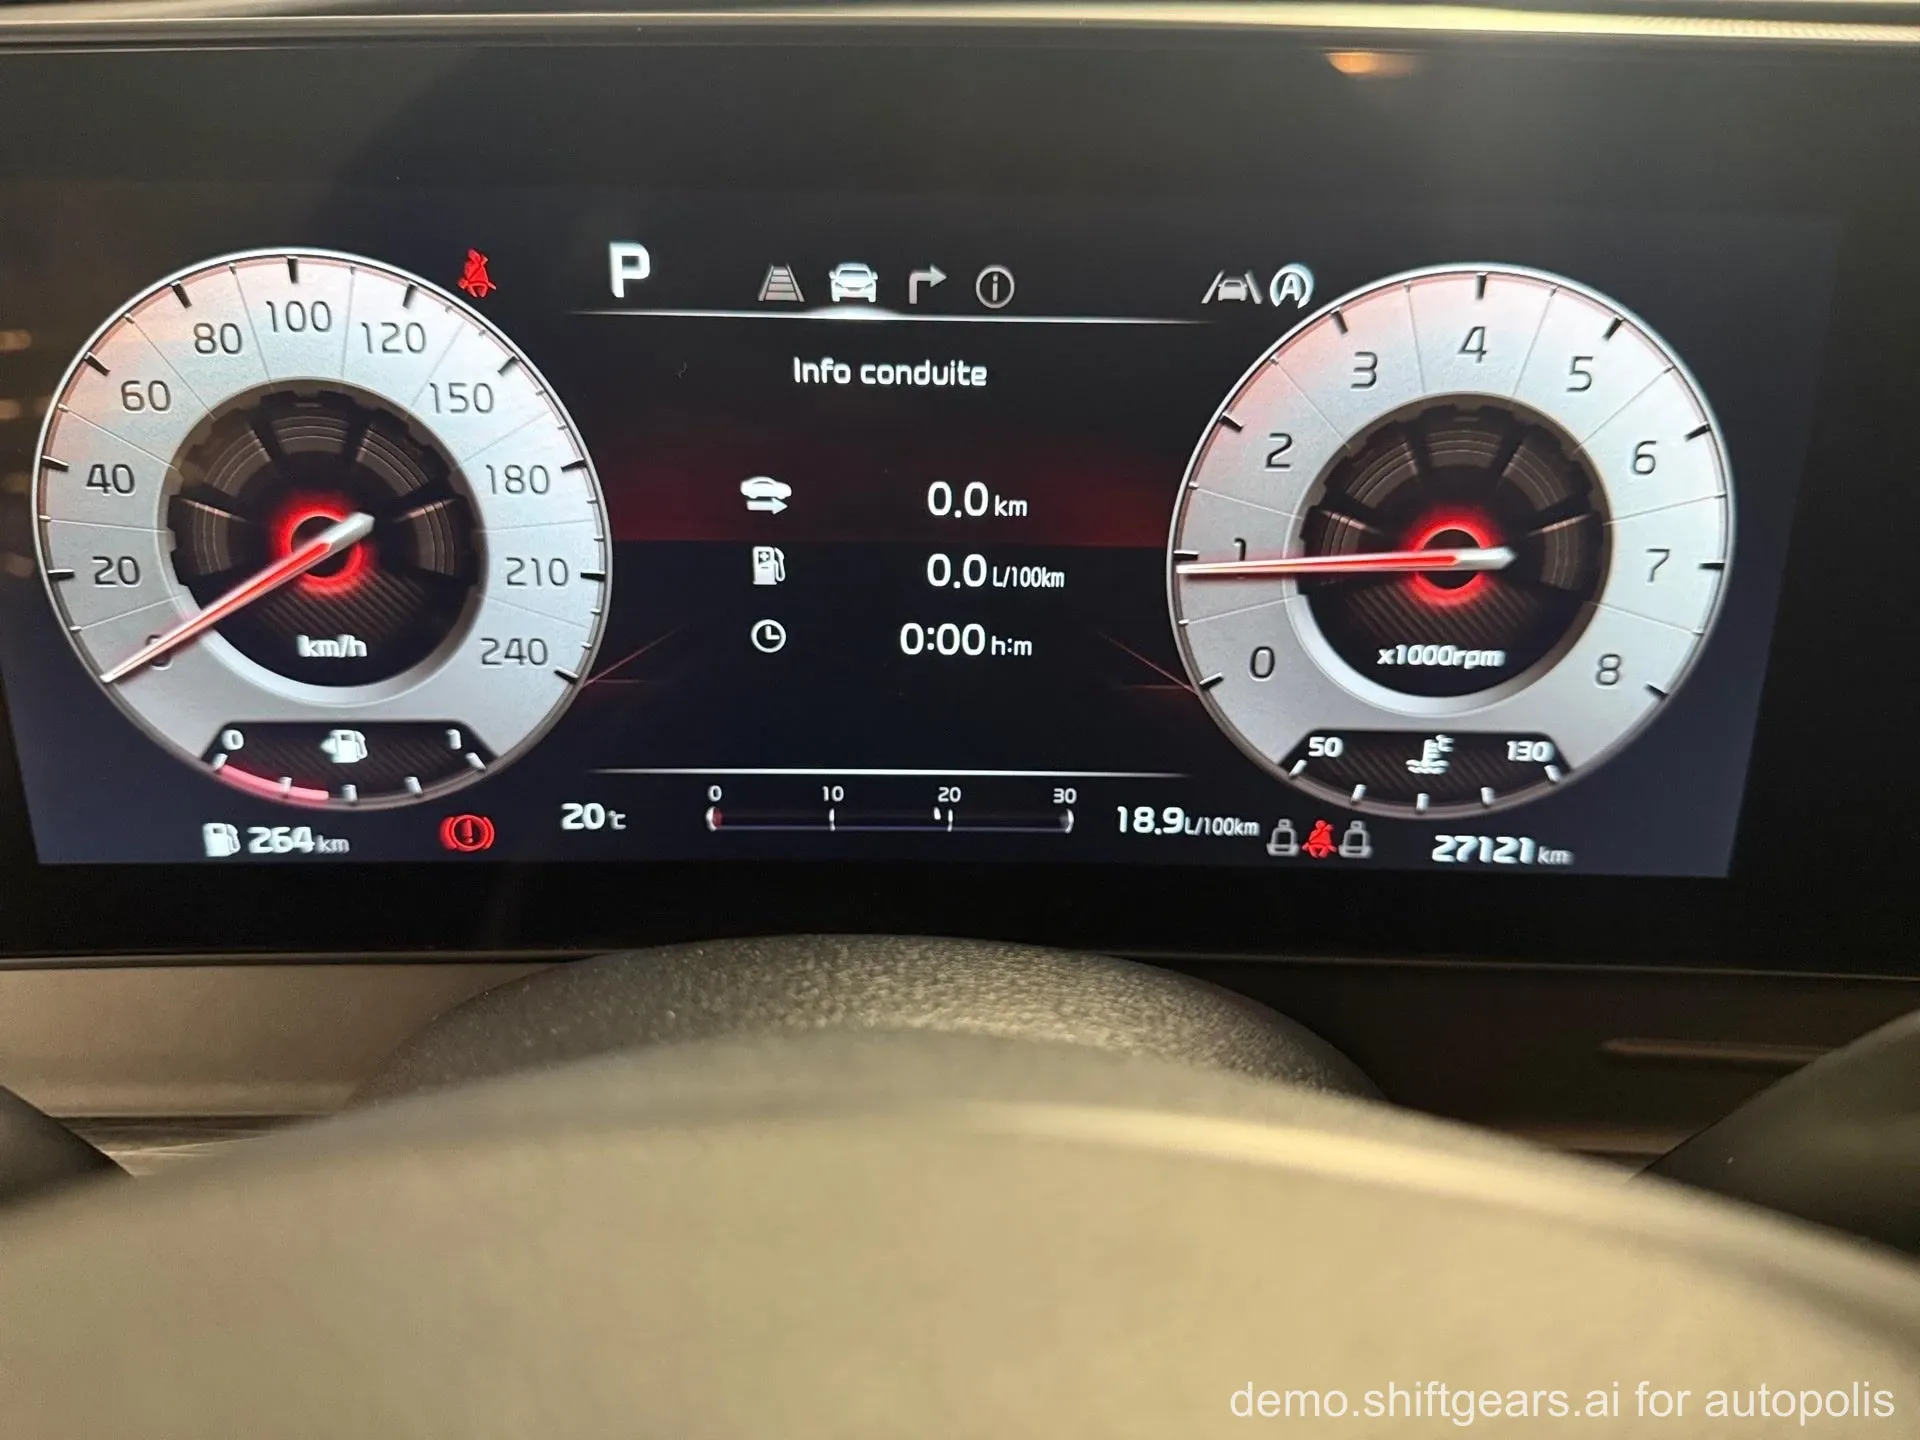 P
A
Info conduite
0.0 km
0.0 L/100km
0:00 h:m
0
20
40
60
80
100
120
150
180
210
240
km/h
0
1
0
1
2
3
4
5
6
7
8
x1000rpm
50
°C
130
264 km
20°C
0 10 20 30
18.9 L/100km
27121 km
demo.shiftgears.ai for autopolis